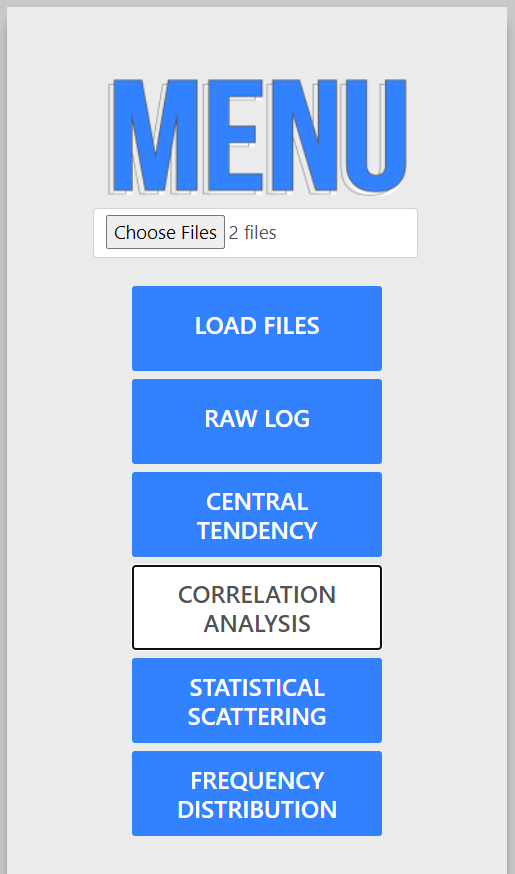 MENU
Choose Files 2 files
LOAD FILES
RAW LOG
CENTRAL
TENDENCY
CORRELATION
ANALYSIS
STATISTICAL
SCATTERING
FREQUENCY
DISTRIBUTION